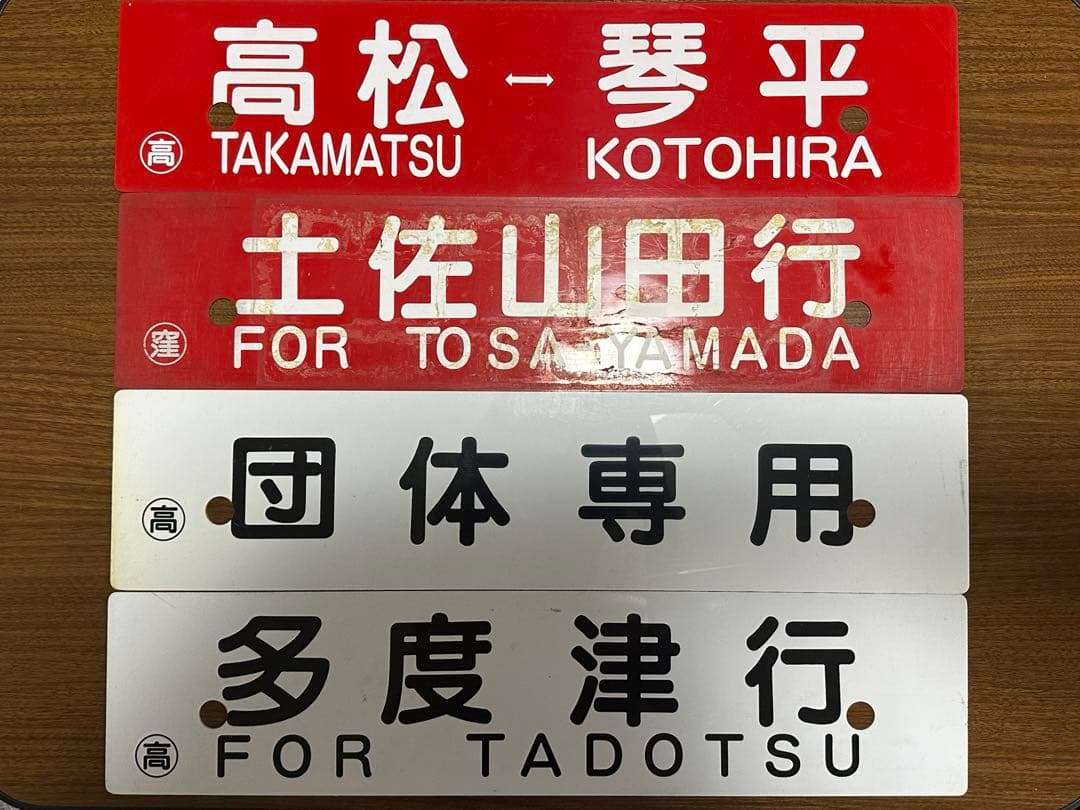 高松 ↔ 琴平
㊤高 TAKAMATSU KOTOHIRA
土佐山田行
窪 FOR TOSA YAMADA
団体専用
高
多度津行
高 FOR TADOTSU